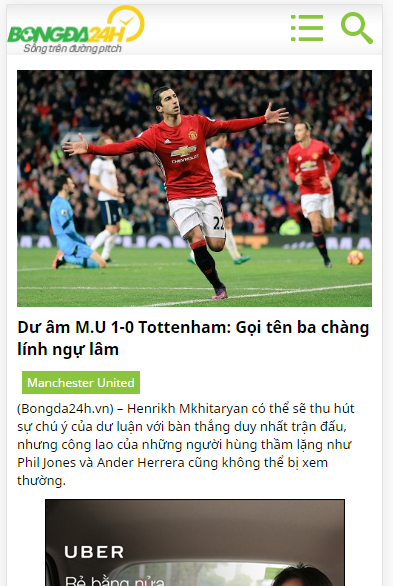 BONGDA24H
Sống trên đường pitch
CHEVROLET
22
Dư âm M.U 1-0 Tottenham: Gọi tên ba chàng
lính ngự lâm
Manchester United
(Bongda24h.vn) – Henrikh Mkhitaryan có thể sẽ thu hút
sự chú ý của dư luận với bàn thắng duy nhất trận đấu,
nhưng công lao của những người hùng thầm lặng như
Phil Jones và Ander Herrera cũng không thể bị xem
thường.
UBER
Rẻ bằng nửa